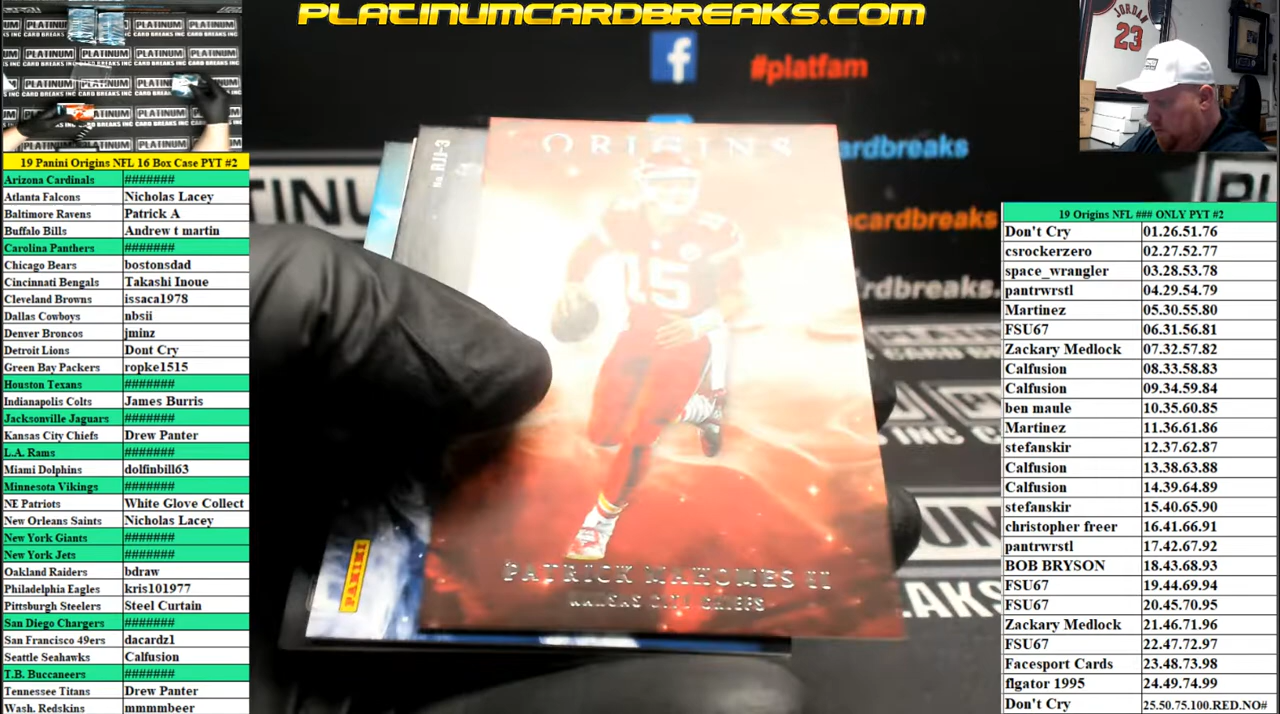 PLATINUMCARDBREAKS.COM
#platfam
ardbreaks
cardbreaks
rdbreaks.
JORDAN
23
PLATINUM
CARD BREAKS INC
19 Panini Origins NFL 16 Box Case PYT #2
Arizona Cardinals #######
Atlanta Falcons Nicholas Lacey
Baltimore Ravens Patrick A
Buffalo Bills Andrew t martin
Carolina Panthers #######
Chicago Bears bostonsdad
Cincinnati Bengals Takashi Inoue
Cleveland Browns issaca1978
Dallas Cowboys nbsii
Denver Broncos jminz
Detroit Lions Dont Cry
Green Bay Packers ropke1515
Houston Texans #######
Indianapolis Colts James Burris
Jacksonville Jaguars #######
Kansas City Chiefs Drew Panter
L.A. Rams #######
Miami Dolphins dolfinbill63
Minnesota Vikings #######
NE Patriots White Glove Collect
New Orleans Saints Nicholas Lacey
New York Giants #######
New York Jets #######
Oakland Raiders bdraw
Philadelphia Eagles kris101977
Pittsburgh Steelers Steel Curtain
San Diego Chargers #######
San Francisco 49ers dacardz1
Seattle Seahawks Calfusion
T.B. Buccaneers #######
Tennessee Titans Drew Panter
Wash. Redskins mmmmbeer
No. RJJ-3
ORIGINS
15
PATRICK MAHOMES II
KANSAS CITY CHIEFS
PANINI
19 Origins NFL ### ONLY PYT #2
Don't Cry 01.26.51.76
csrockerzero 02.27.52.77
space_wrangler 03.28.53.78
pantrwrstl 04.29.54.79
Martinez 05.30.55.80
FSU67 06.31.56.81
Zackary Medlock 07.32.57.82
Calfusion 08.33.58.83
Calfusion 09.34.59.84
ben maule 10.35.60.85
Martinez 11.36.61.86
stefanskir 12.37.62.87
Calfusion 13.38.63.88
Calfusion 14.39.64.89
stefanskir 15.40.65.90
christopher freer 16.41.66.91
pantrwrstl 17.42.67.92
BOB BRYSON 18.43.68.93
FSU67 19.44.69.94
FSU67 20.45.70.95
Zackary Medlock 21.46.71.96
FSU67 22.47.72.97
Facesport Cards 23.48.73.98
flgator 1995 24.49.74.99
Don't Cry 25.50.75.100.RED.NO#